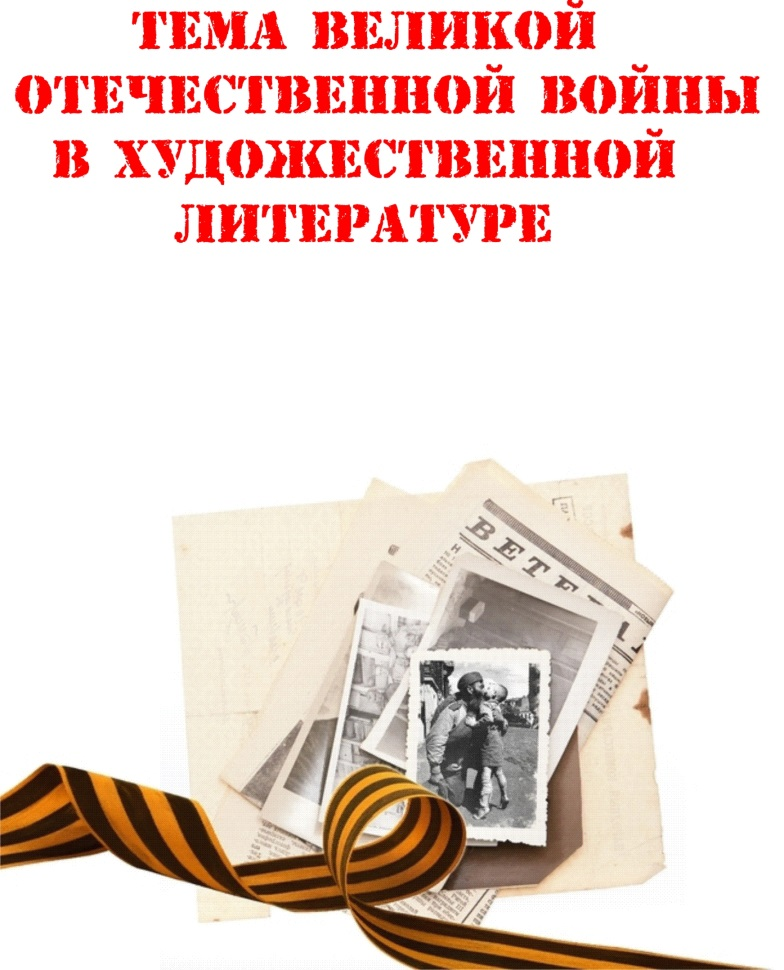 ТЕМА ВЕЛИКОЙ
ОТЕЧЕСТВЕННОЙ ВОЙНЫ
В ХУДОЖЕСТВЕННОЙ
ЛИТЕРАТУРЕ